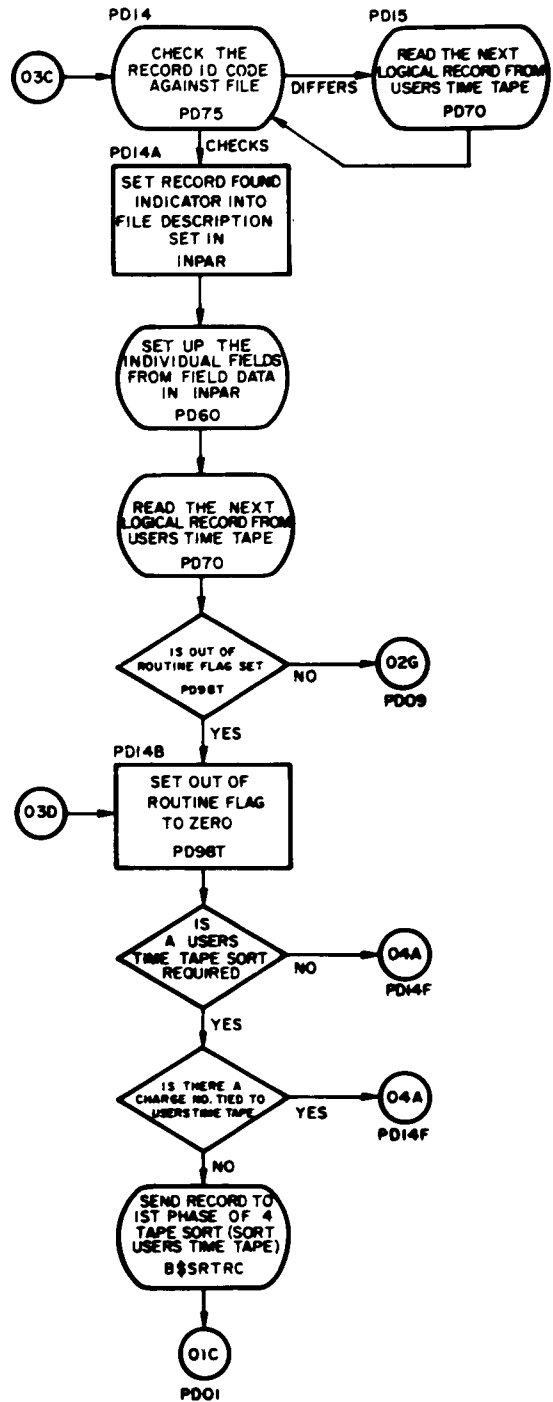 PD14
PD15
03C
CHECK THE
RECORD ID CODE
AGAINST FILE
PD75
DIFFERS
READ THE NEXT
LOGICAL RECORD FROM
USERS TIME TAPE
PD70
CHECKS
PD14A
SET RECORD FOUND
INDICATOR INTO
FILE DESCRIPTION
SET IN
INPAR
SET UP THE
INDIVIDUAL FIELDS
FROM FIELD DATA
IN INPAR
PD60
READ THE NEXT
LOGICAL RECORD FROM
USERS TIME TAPE
PD70
IS OUT OF
ROUTINE FLAG SET
PD98T
NO
02G
PD09
YES
PD14B
03D
SET OUT OF
ROUTINE FLAG
TO ZERO
PD98T
IS
A USERS
TIME TAPE SORT
REQUIRED
NO
04A
PD14F
YES
IS THERE A
CHARGE NO. TIED TO
USERS TIME TAPE
YES
04A
PD14F
NO
SEND RECORD TO
1ST PHASE OF 4
TAPE SORT (SORT
USERS TIME TAPE)
B$SRTRC
01C
PD01